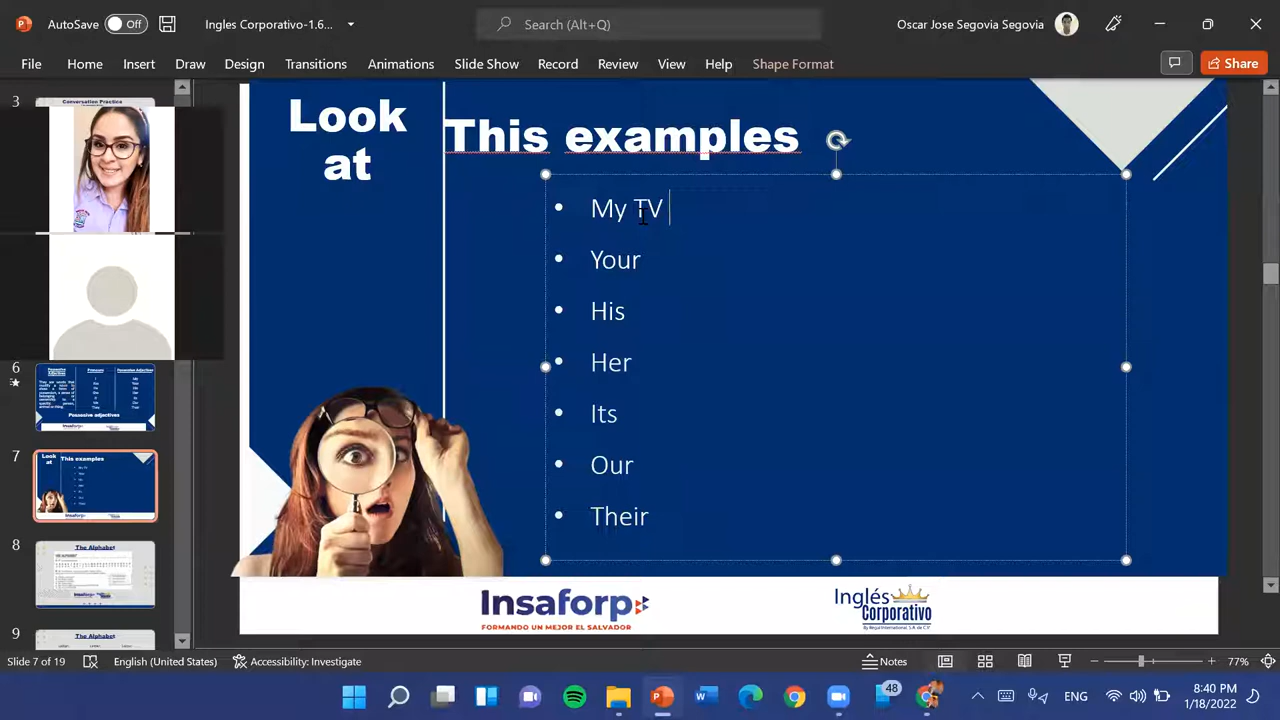 AutoSave Off Ingles Corporativo-1.6... Search (Alt+Q) Oscar Jose Segovia Segovia
File Home Insert Draw Design Transitions Animations Slide Show Record Review View Help Shape Format Share
3 Conversation Practice
Look at
This examples
• My TV
• Your
• His
• Her
• Its
• Our
• Their
6
Possessive adjectives
7
Look at This examples
8
The Alphabet
9
The Alphabet
Insaforp
FORMANDO UN MEJOR EL SALVADOR
Inglés
Corporativo
Slide 7 of 19 English (United States) Accessibility: Investigate Notes 77%
48 ENG 8:40 PM
1/18/2022